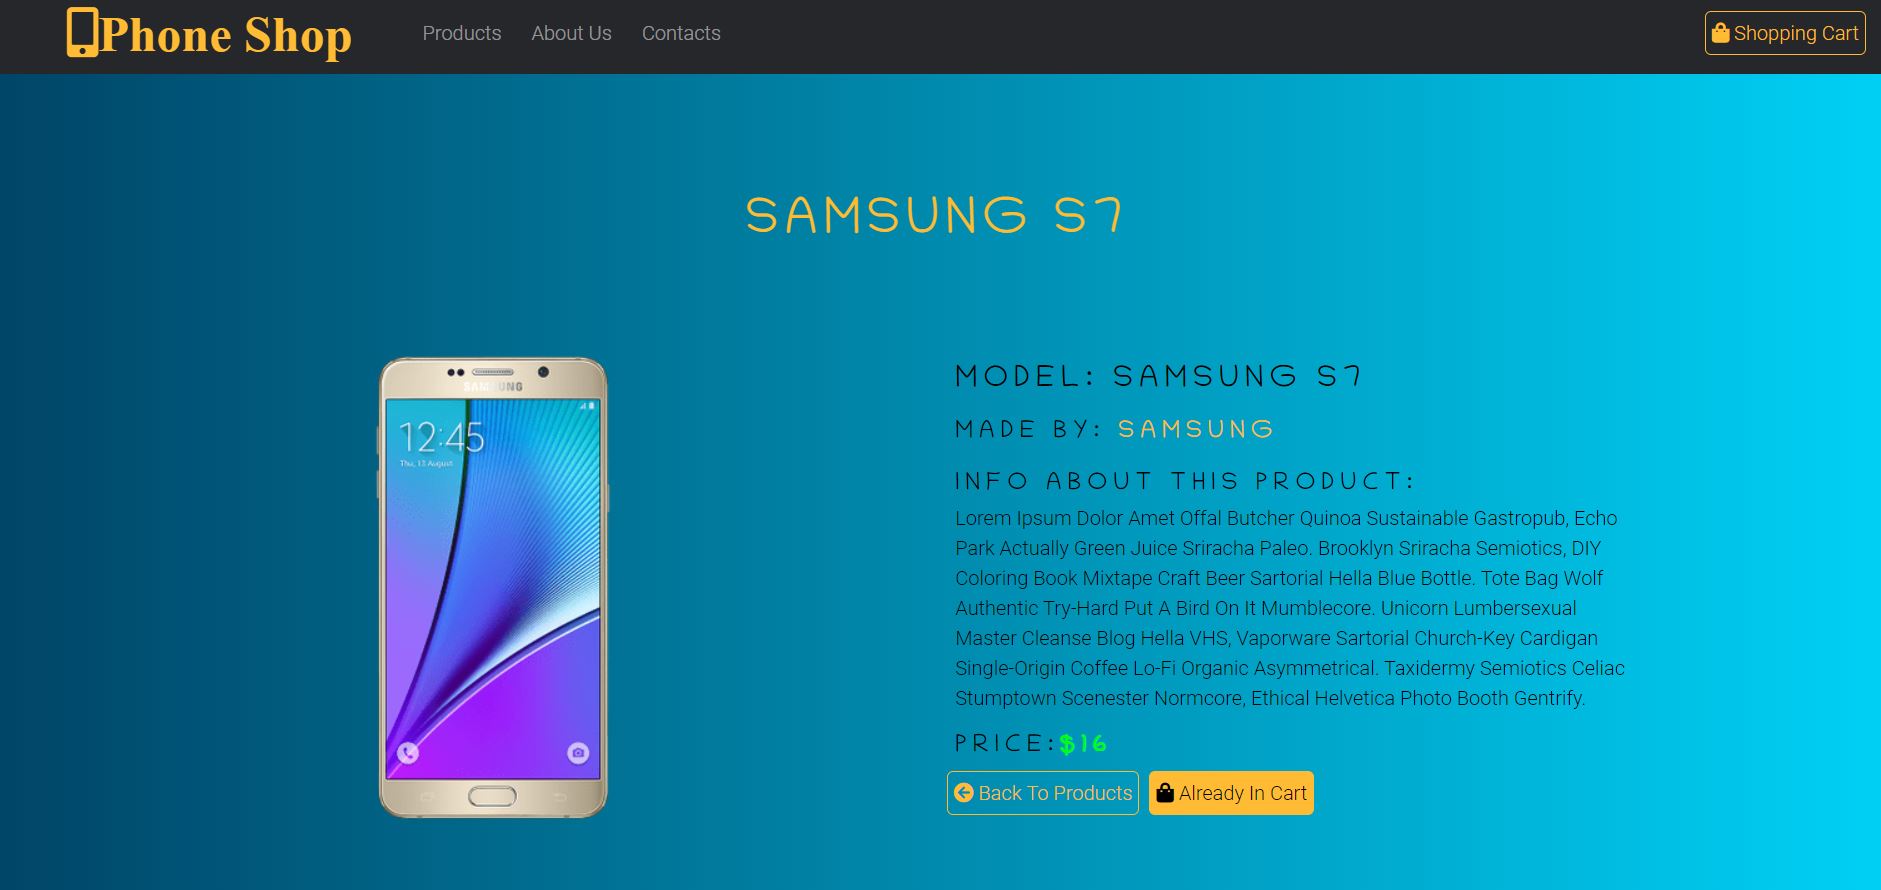 Phone Shop
Products
About Us
Contacts
Shopping Cart
SAMSUNG S7
SAMSUNG
12:45
Thu, 13 August
MODEL: SAMSUNG S7
MADE BY: SAMSUNG
INFO ABOUT THIS PRODUCT:
Lorem Ipsum Dolor Amet Offal Butcher Quinoa Sustainable Gastropub, Echo
Park Actually Green Juice Sriracha Paleo. Brooklyn Sriracha Semiotics, DIY
Coloring Book Mixtape Craft Beer Sartorial Hella Blue Bottle. Tote Bag Wolf
Authentic Try-Hard Put A Bird On It Mumblecore. Unicorn Lumbersexual
Master Cleanse Blog Hella VHS, Vaporware Sartorial Church-Key Cardigan
Single-Origin Coffee Lo-Fi Organic Asymmetrical. Taxidermy Semiotics Celiac
Stumptown Scenester Normcore, Ethical Helvetica Photo Booth Gentrify.
PRICE:$16
Back To Products
Already In Cart